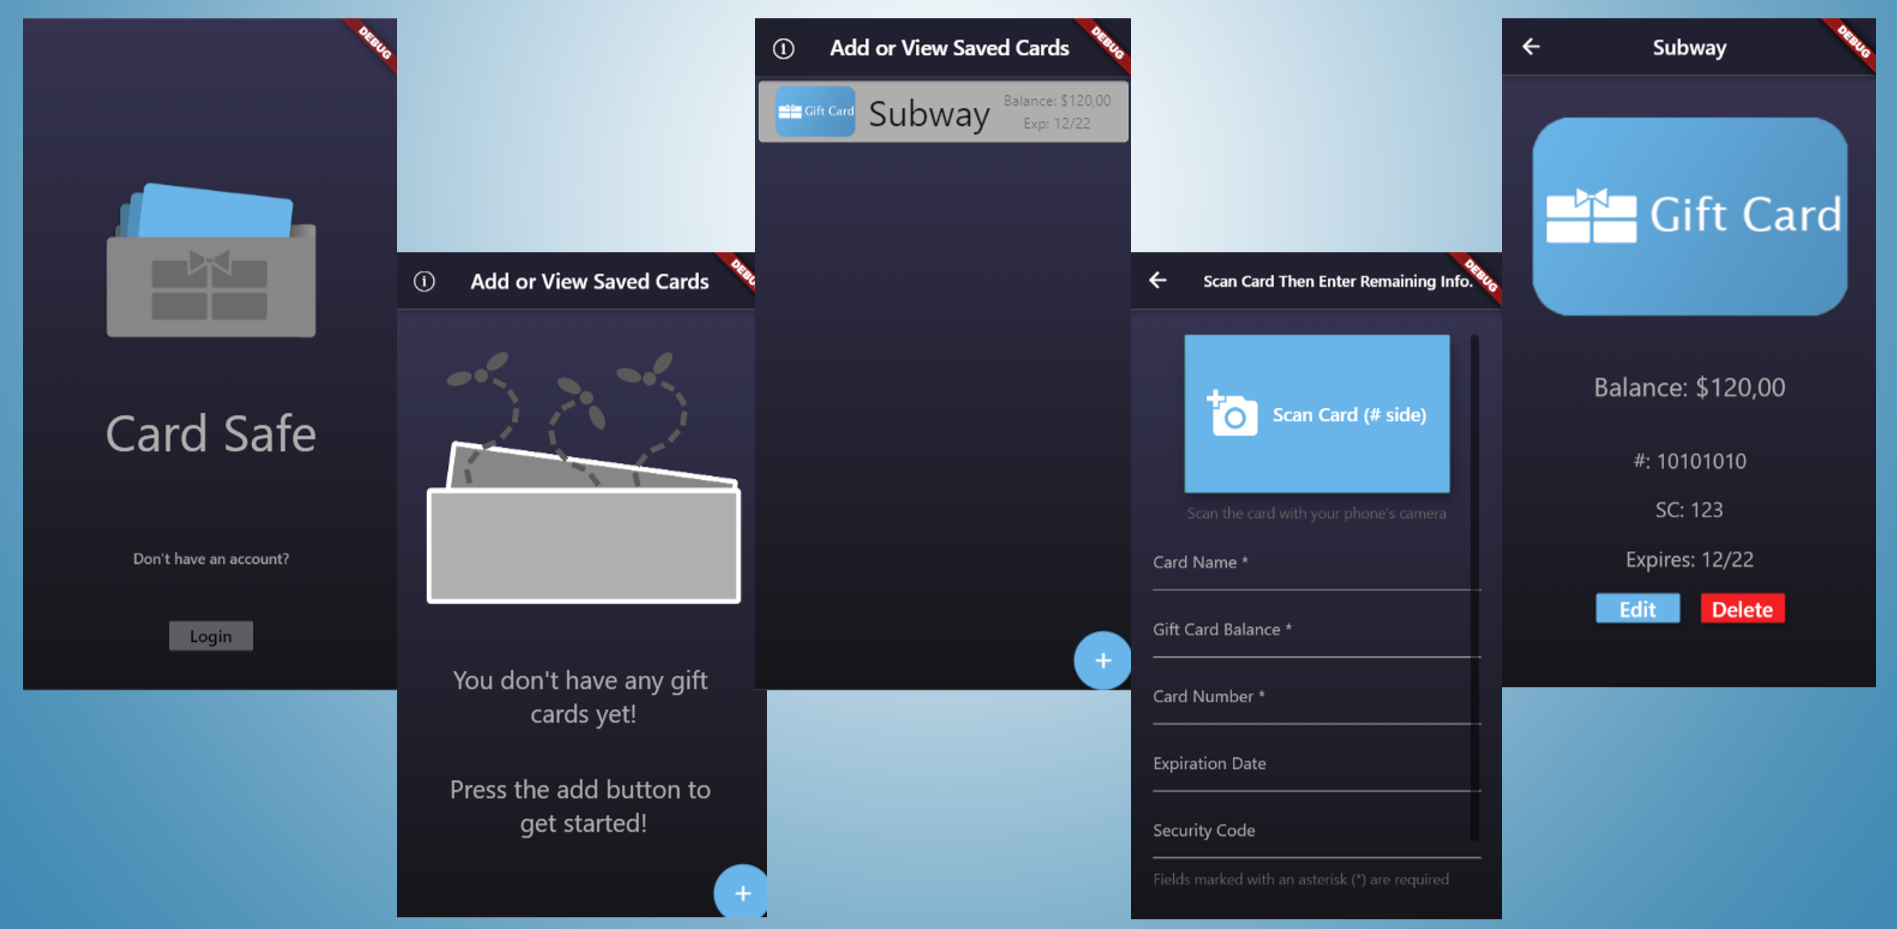 DEBUG
Card Safe
Don't have an account?
Login
Add or View Saved Cards
DEBU
You don't have any gift
cards yet!
Press the add button to
get started!
+
Add or View Saved Cards
DEBUG
Gift Card
Subway
Balance: $120,00
Exp: 12/22
+
Scan Card Then Enter Remaining Info.
DEBUG
Scan Card (# side)
Scan the card with your phone's camera
Card Name *
Gift Card Balance *
Card Number *
Expiration Date
Security Code
Fields marked with an asterisk (*) are required
Subway
DEBUG
Gift Card
Balance: $120,00
#: 10101010
SC: 123
Expires: 12/22
Edit
Delete